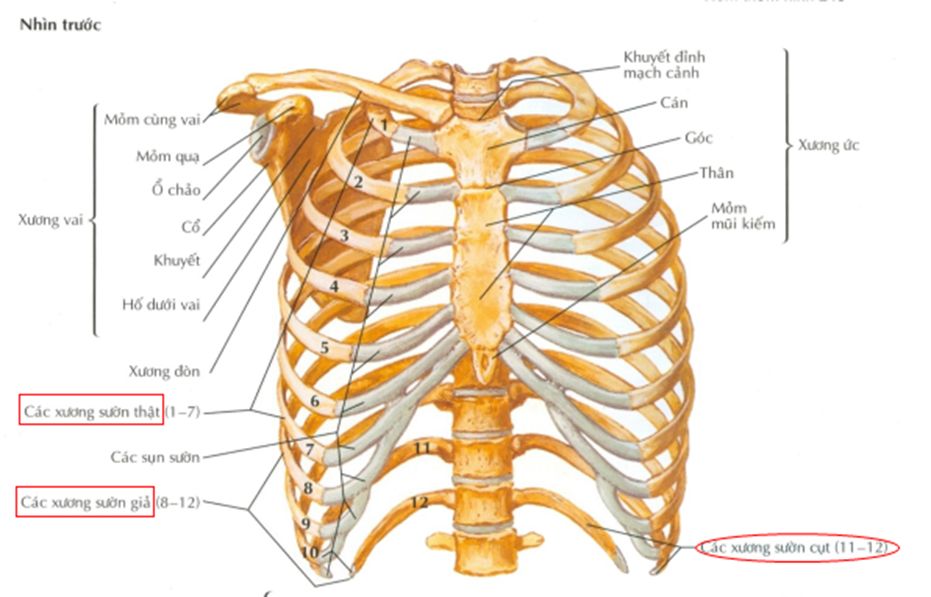 Nhìn trước
Khuyết đỉnh
mạch cảnh
Cán
Góc
Thân
Mỏm
mũi kiếm
Xương ức
Mỏm cùng vai
Mỏm quạ
Ổ chảo
Cổ
Khuyết
Hố dưới vai
Xương vai
Xương đòn
Các xương sườn thật (1–7)
Các sụn sườn
Các xương sườn giả (8–12)
Các xương sườn cụt (11–12)
1
2
3
4
5
6
7
8
9
10
11
12